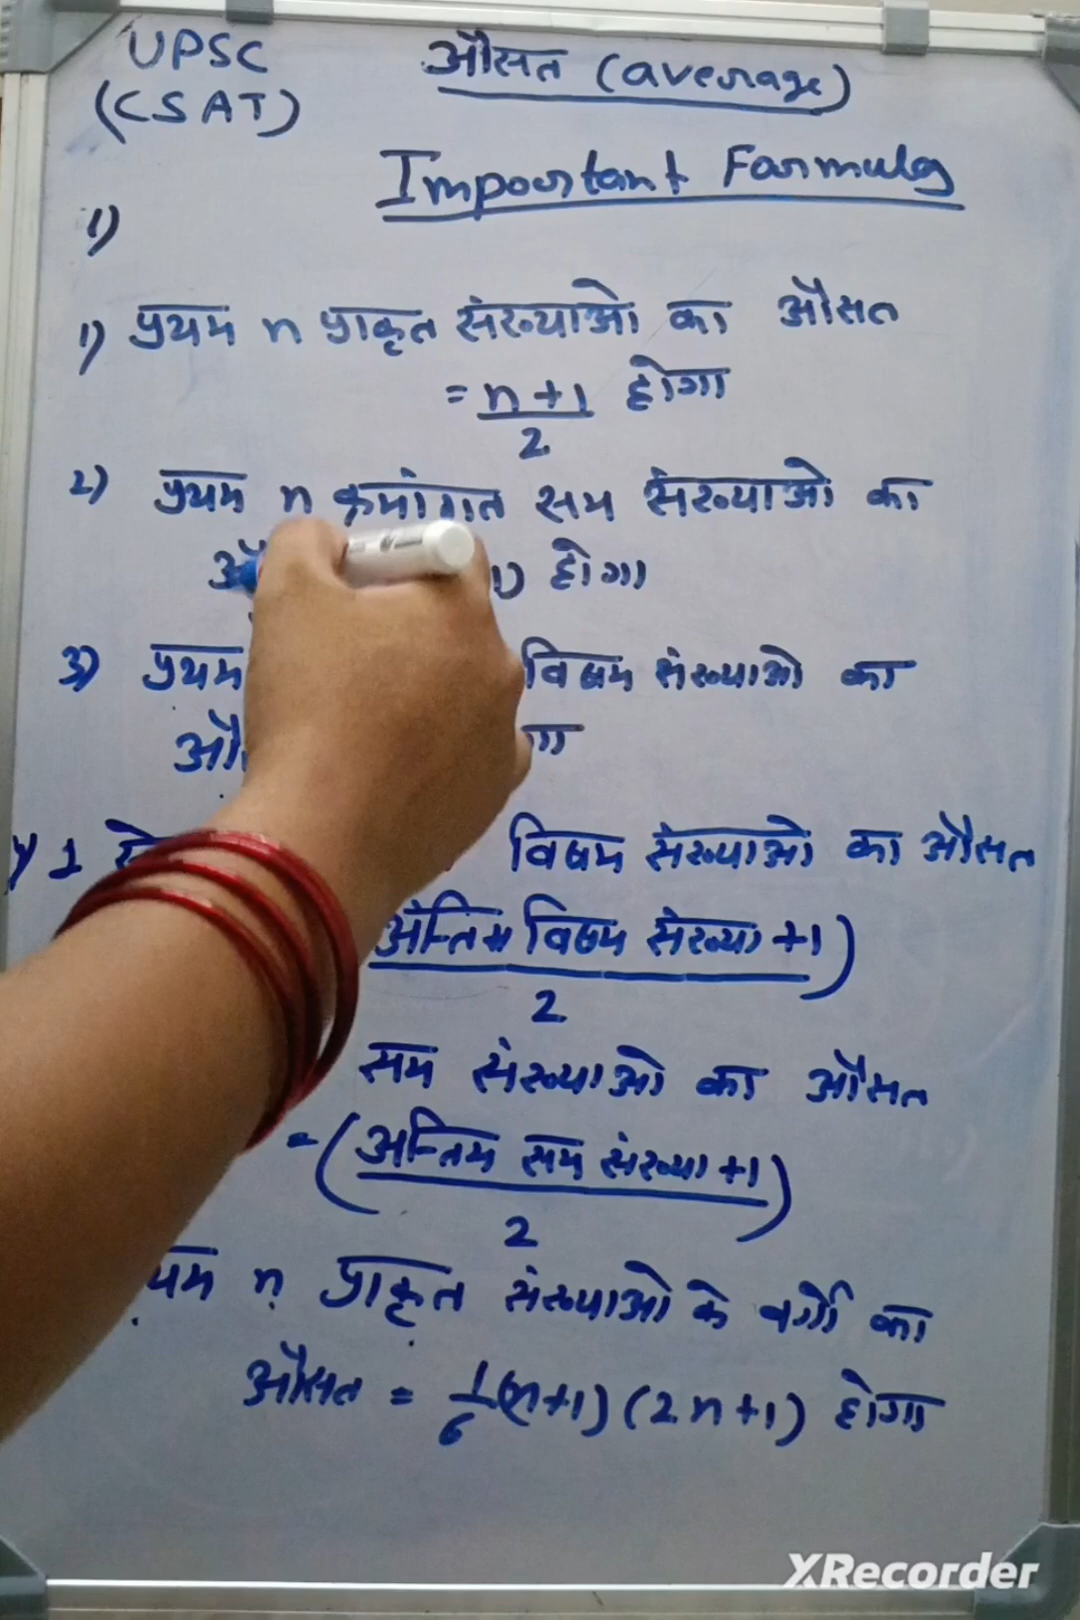 UPSC
(CSAT)
औसत (average)
Important Formula
1)
1) प्रथम n प्राकृत संख्याओ का औसत
= n+1 होगा
2
2) प्रथम n क्रमांगत सम संख्याओ का
1) होगा
3) प्रथम विषम संख्याओ का
औ
1 विषम संख्याओ का औसत
अन्तिम विषम संख्या +1)
2
सम संख्याओ का औसत
=(अन्तिम सम संख्या +1)
2
n प्राकृत संख्याओ के वर्गो का
औसत = 1/6 (n+1) (2n+1) होगा
XRecorder